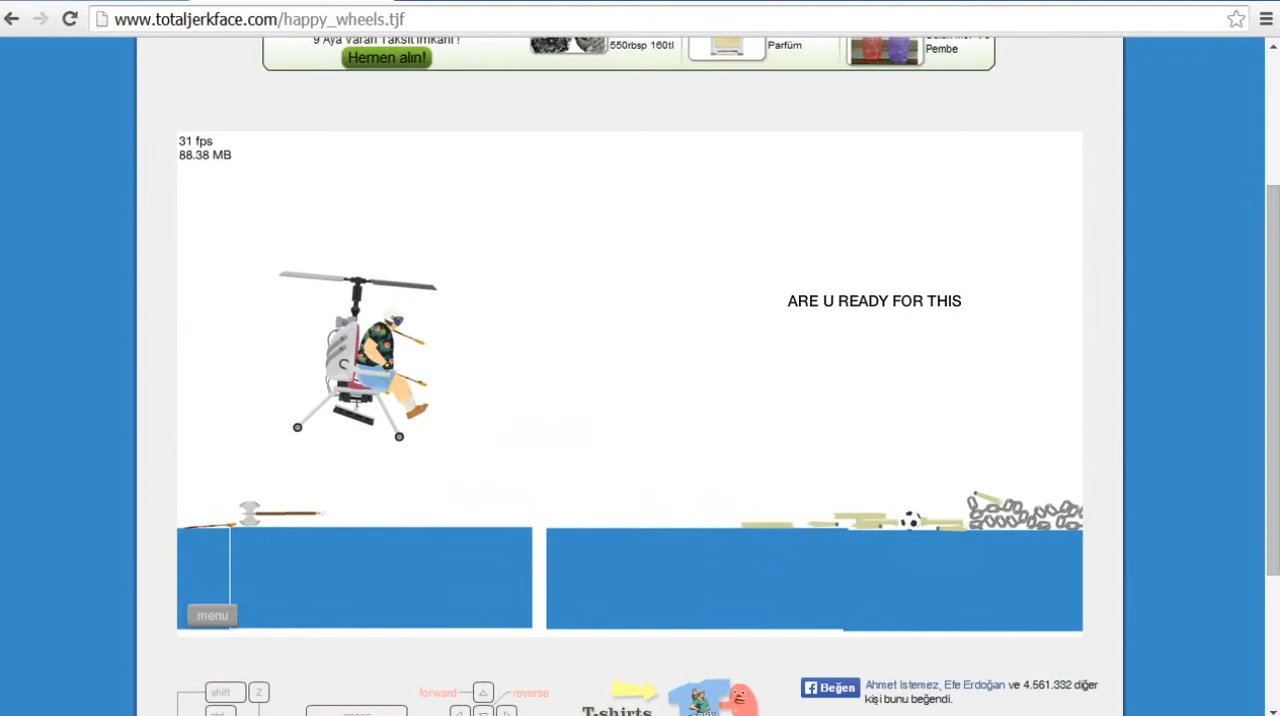 www.totaljerkface.com/happy_wheels.tjf
9 Aya Varan Taksit İmkanı !
Hemen alın!
550rbsp 160tl
Parfüm
Pembe
31 fps
88.38 MB
ARE U READY FOR THIS
menu
shift
Z
forward
reverse
T-shirts
Beğen
Ahmet İstemez, Efe Erdoğan ve 4.561.332 diğer
kişi bunu beğendi.